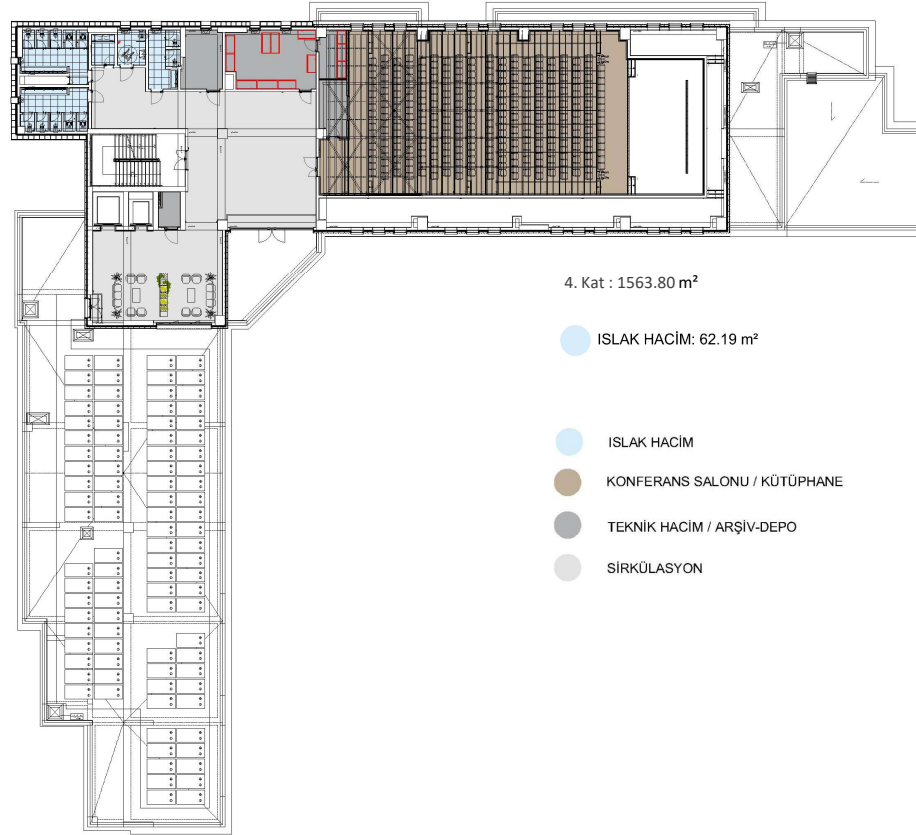 4. Kat : 1563.80 m²
ISLAK HACİM: 62.19 m²
ISLAK HACİM
KONFERANS SALONU / KÜTÜPHANE
TEKNİK HACİM / ARŞİV-DEPO
SİRKÜLASYON